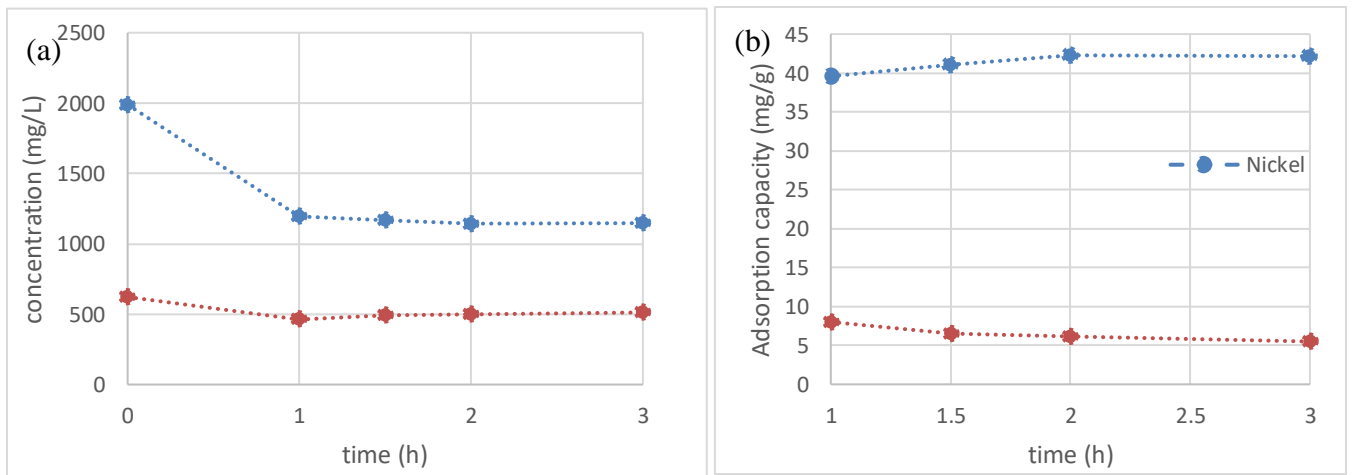 (a)
concentration (mg/L)
2500
2000
1500
1000
500
0
0 1 2 3
time (h)
(b)
Adsorption capacity (mg/g)
45
40
35
30
25
20
15
10
5
0
1 1.5 2 2.5 3
time (h)
Nickel